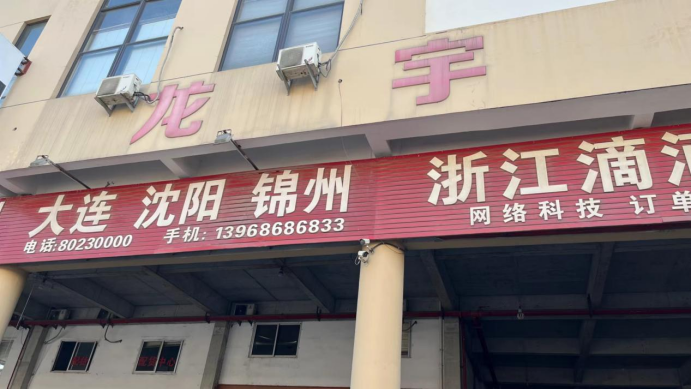 龙宇
大连 沈阳 锦州
电话:80230000 手机: 13968686833
浙江滴
网络科技 订单